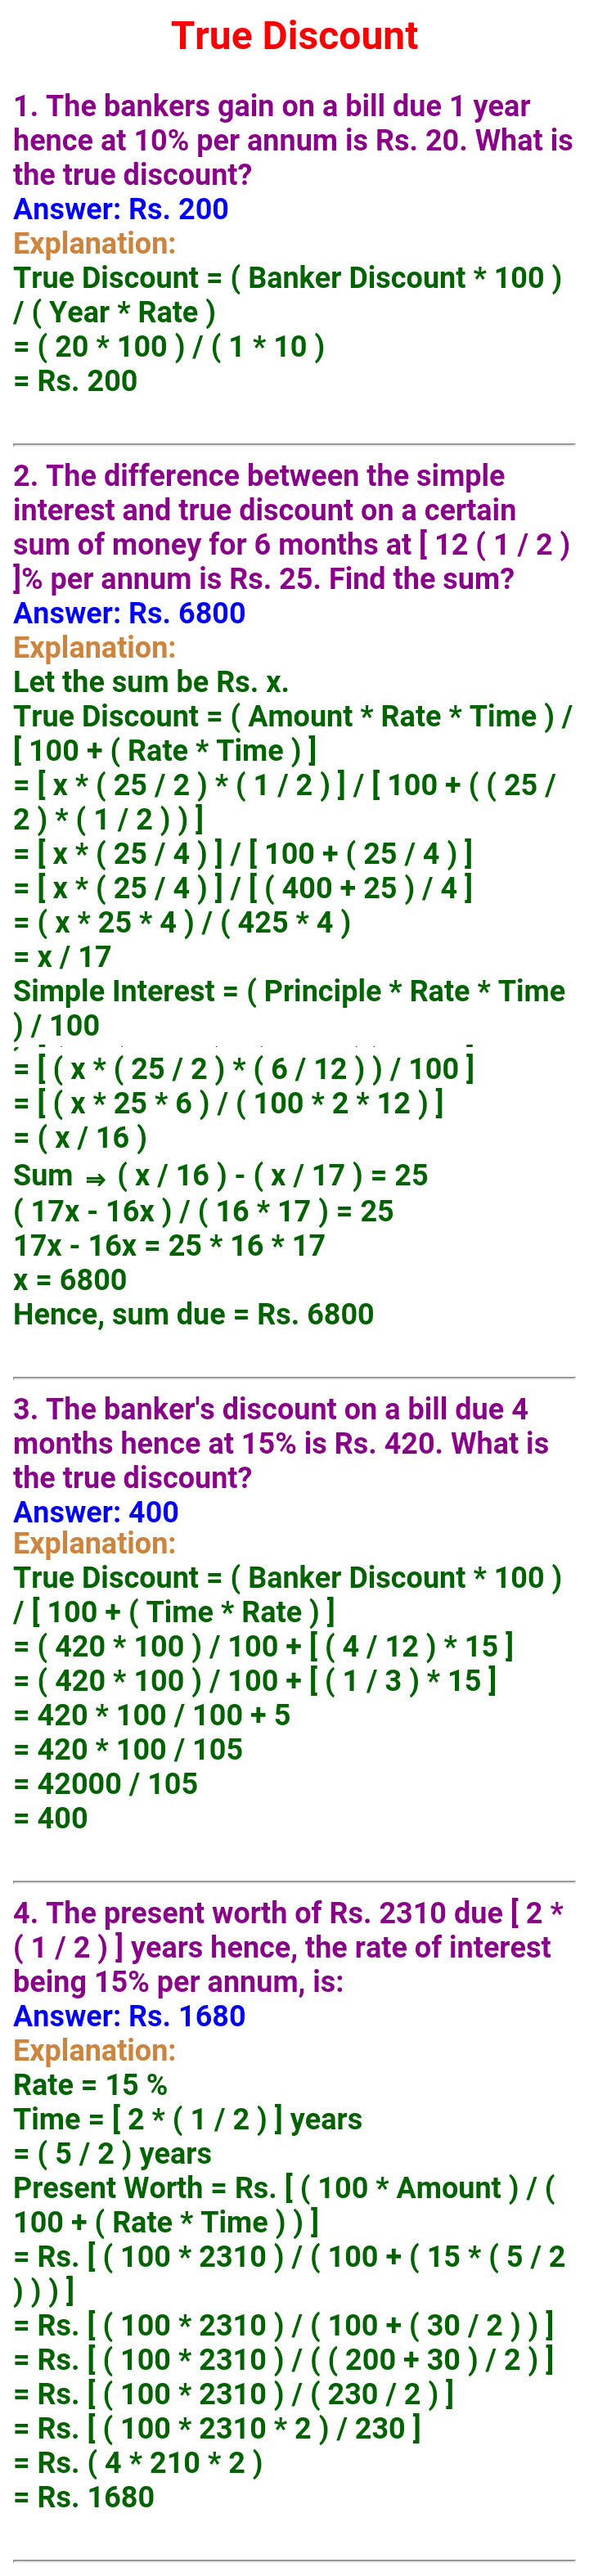 True Discount
1. The bankers gain on a bill due 1 year
hence at 10% per annum is Rs. 20. What is
the true discount?
Answer: Rs. 200
Explanation:
True Discount = ( Banker Discount * 100 )
/ ( Year * Rate )
= ( 20 * 100 ) / ( 1 * 10 )
= Rs. 200
2. The difference between the simple
interest and true discount on a certain
sum of money for 6 months at [ 12 ( 1 / 2 )
]% per annum is Rs. 25. Find the sum?
Answer: Rs. 6800
Explanation:
Let the sum be Rs. x.
True Discount = ( Amount * Rate * Time ) /
[ 100 + ( Rate * Time ) ]
= [ x * ( 25 / 2 ) * ( 1 / 2 ) ] / [ 100 + ( ( 25 /
2 ) * ( 1 / 2 ) ) ]
= [ x * ( 25 / 4 ) ] / [ 100 + ( 25 / 4 ) ]
= [ x * ( 25 / 4 ) ] / [ ( 400 + 25 ) / 4 ]
= ( x * 25 * 4 ) / ( 425 * 4 )
= x / 17
Simple Interest = ( Principle * Rate * Time
) / 100
= [ ( x * ( 25 / 2 ) * ( 6 / 12 ) ) / 100 ]
= [ ( x * 25 * 6 ) / ( 100 * 2 * 12 ) ]
= ( x / 16 )
Sum ⇒ ( x / 16 ) - ( x / 17 ) = 25
( 17x - 16x ) / ( 16 * 17 ) = 25
17x - 16x = 25 * 16 * 17
x = 6800
Hence, sum due = Rs. 6800
3. The banker's discount on a bill due 4
months hence at 15% is Rs. 420. What is
the true discount?
Answer: 400
Explanation:
True Discount = ( Banker Discount * 100 )
/ [ 100 + ( Time * Rate ) ]
= ( 420 * 100 ) / 100 + [ ( 4 / 12 ) * 15 ]
= ( 420 * 100 ) / 100 + [ ( 1 / 3 ) * 15 ]
= 420 * 100 / 100 + 5
= 420 * 100 / 105
= 42000 / 105
= 400
4. The present worth of Rs. 2310 due [ 2 *
( 1 / 2 ) ] years hence, the rate of interest
being 15% per annum, is:
Answer: Rs. 1680
Explanation:
Rate = 15 %
Time = [ 2 * ( 1 / 2 ) ] years
= ( 5 / 2 ) years
Present Worth = Rs. [ ( 100 * Amount ) / (
100 + ( Rate * Time ) ) ]
= Rs. [ ( 100 * 2310 ) / ( 100 + ( 15 * ( 5 / 2
) ) ) ]
= Rs. [ ( 100 * 2310 ) / ( 100 + ( 30 / 2 ) ) ]
= Rs. [ ( 100 * 2310 ) / ( ( 200 + 30 ) / 2 ) ]
= Rs. [ ( 100 * 2310 ) / ( 230 / 2 ) ]
= Rs. [ ( 100 * 2310 * 2 ) / 230 ]
= Rs. ( 4 * 210 * 2 )
= Rs. 1680